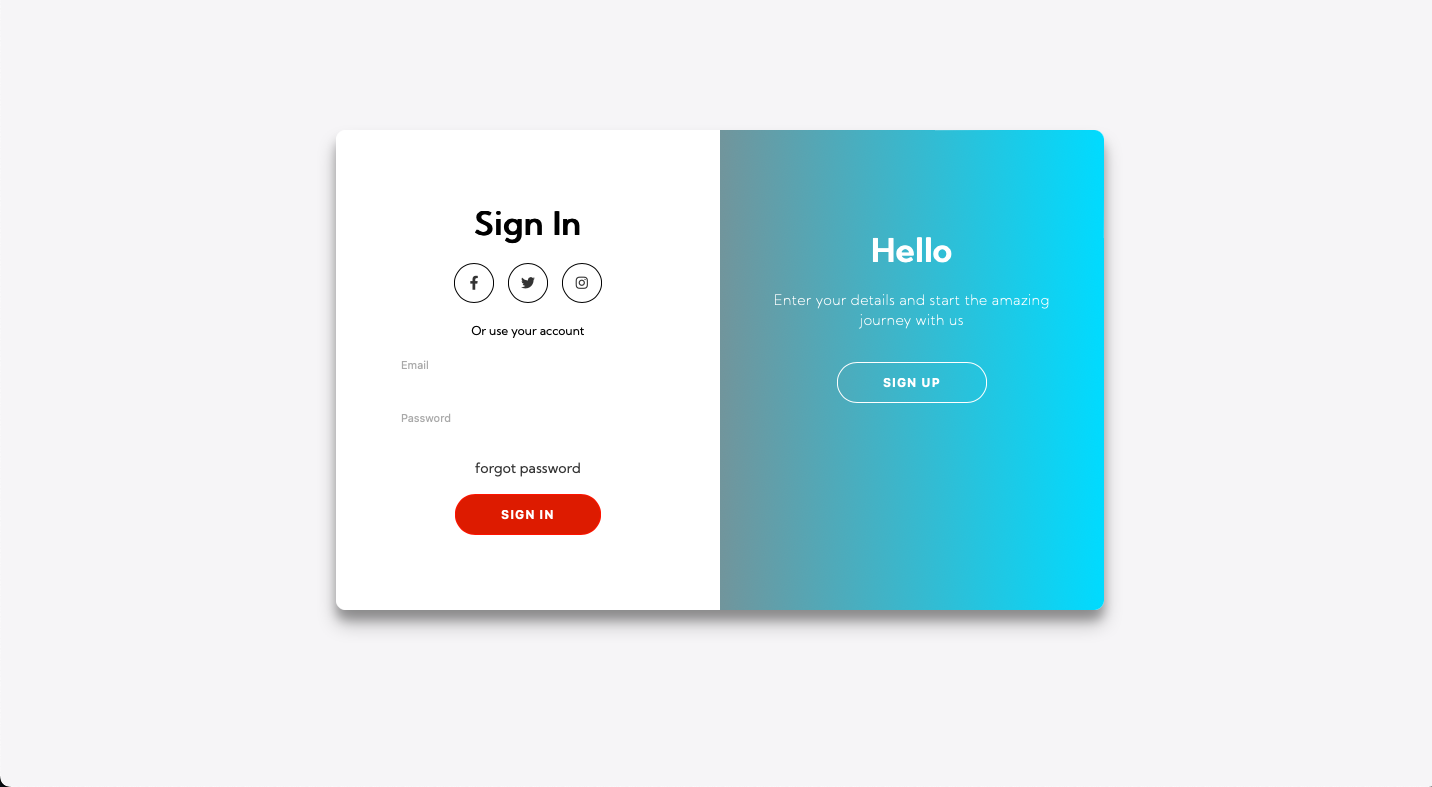 Sign In
Or use your account
Email
Password
forgot password
SIGN IN
Hello
Enter your details and start the amazing
journey with us
SIGN UP